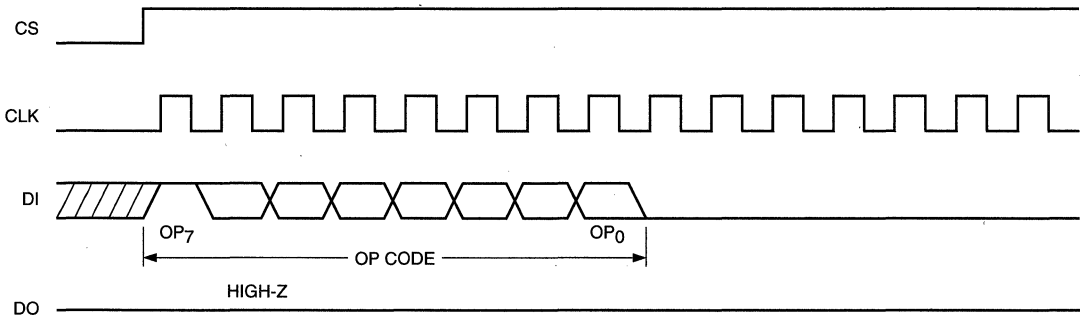 CS
CLK
DI
OP7 OP0
OP CODE
HIGH-Z
DO